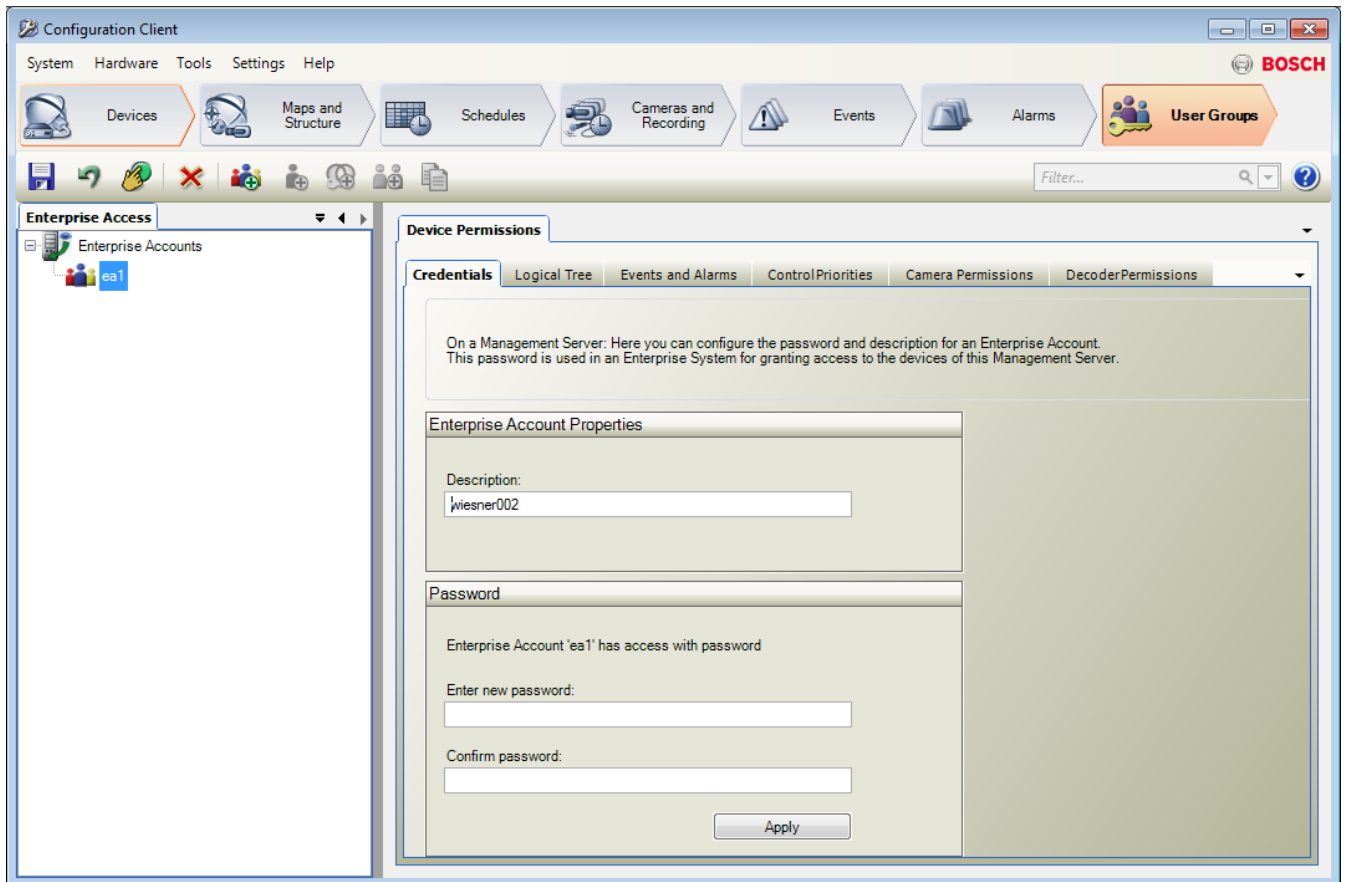 Configuration Client
System Hardware Tools Settings Help
BOSCH
Devices
Maps and
Structure
Schedules
Cameras and
Recording
Events
Alarms
User Groups
Filter...
Enterprise Access
Enterprise Accounts
ea1
Device Permissions
Credentials Logical Tree Events and Alarms ControlPriorities Camera Permissions DecoderPermissions
On a Management Server: Here you can configure the password and description for an Enterprise Account.
This password is used in an Enterprise System for granting access to the devices of this Management Server.
Enterprise Account Properties
Description:
wiesner002
Password
Enterprise Account 'ea1' has access with password
Enter new password:
Confirm password:
Apply